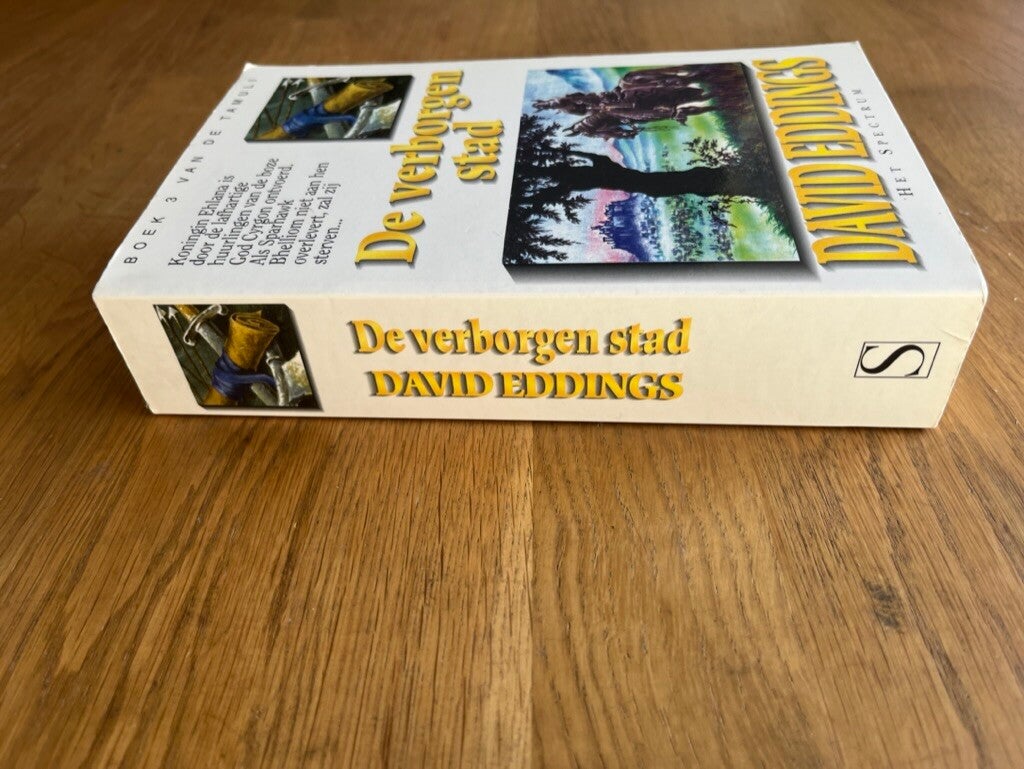 BOEK 3 VAN DE TAMULI
Koningin Ehlana is
door de lafhartige
huurlingen van de boze
God Cyrgon ontvoerd.
Als Sparhawk
Bhelliom niet aan hen
overlevert, zal zij
sterven...
De verborgen
stad
DAVID EDDINGS
HET SPECTRUM
De verborgen stad
DAVID EDDINGS
S